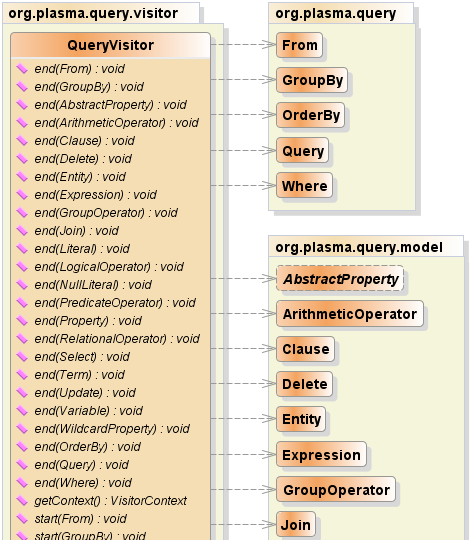 org.plasma.query.visitor
QueryVisitor
end(From) : void
end(GroupBy) : void
end(AbstractProperty) : void
end(ArithmeticOperator) : void
end(Clause) : void
end(Delete) : void
end(Entity) : void
end(Expression) : void
end(GroupOperator) : void
end(Join) : void
end(Literal) : void
end(LogicalOperator) : void
end(NullLiteral) : void
end(PredicateOperator) : void
end(Property) : void
end(RelationalOperator) : void
end(Select) : void
end(Term) : void
end(Update) : void
end(Variable) : void
end(WildcardProperty) : void
end(OrderBy) : void
end(Query) : void
end(Where) : void
getContext() : VisitorContext
start(From) : void
start(GroupBy) : void
org.plasma.query
From
GroupBy
OrderBy
Query
Where
org.plasma.query.model
AbstractProperty
ArithmeticOperator
Clause
Delete
Entity
Expression
GroupOperator
Join